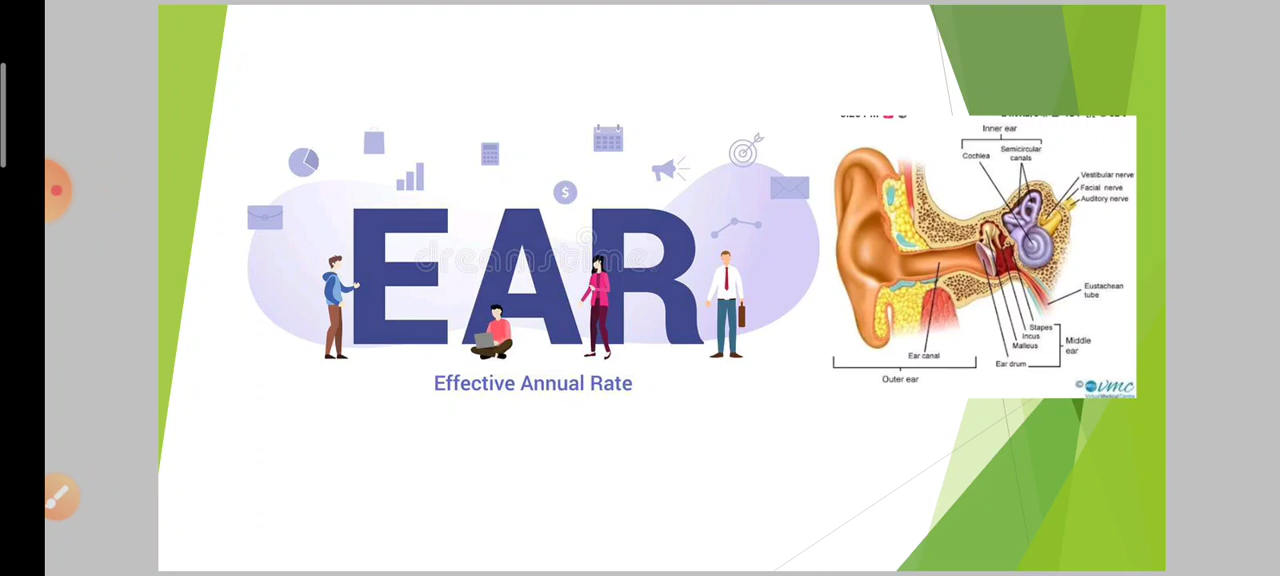 EAR
dreamstime
Effective Annual Rate
Inner ear
Cochlea
Semicircular
canals
Vestibular nerve
Facial nerve
Auditory nerve
Eustachean
tube
Stapes
Incus
Malleus
Middle
ear
Ear drum
Ear canal
Outer ear
© vmc
Virtual Medical Centre